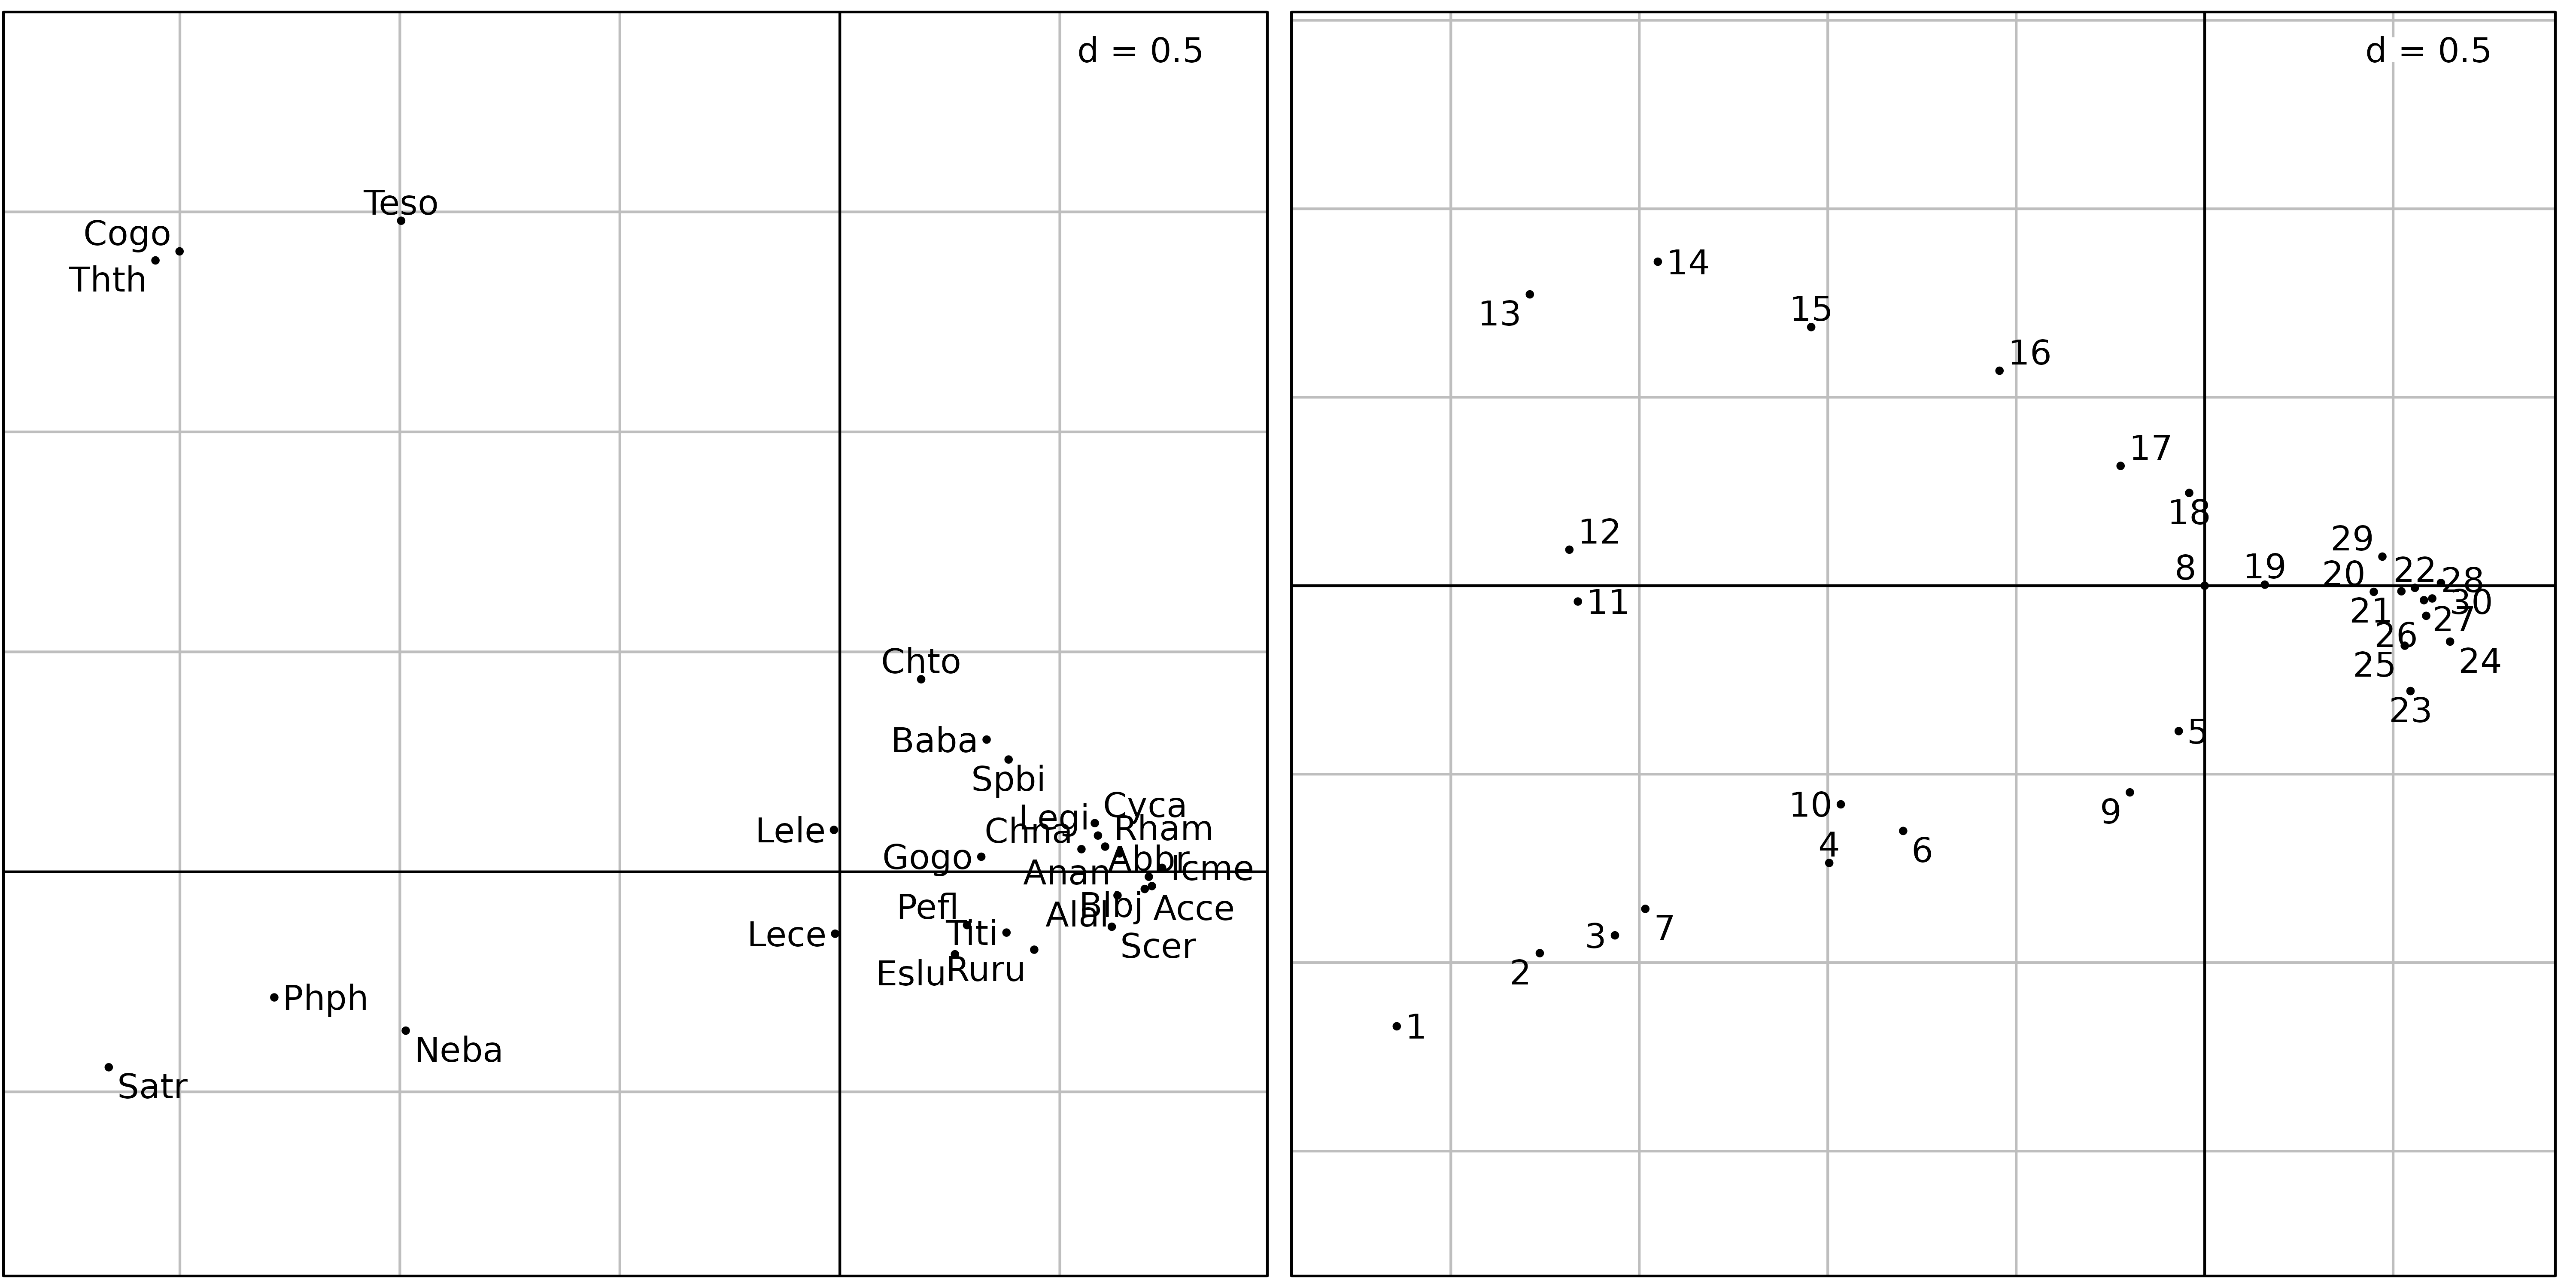 d = 0.5
Teso
Cogo
Thth
Chto
Baba
Spbi
Cyca
Legi
Rham
Chna
Lele
Gogo
Abbr
Icme
Anan
Pefl
Blbj
Acce
Alal
Titi
Lece
Scer
Ruru
Eslu
Phph
Neba
Satr
d = 0.5
14
13
15
16
17
18
12
29
8
19
20
22
28
11
21
30
27
26
25
24
23
5
10
9
4
6
7
3
2
1